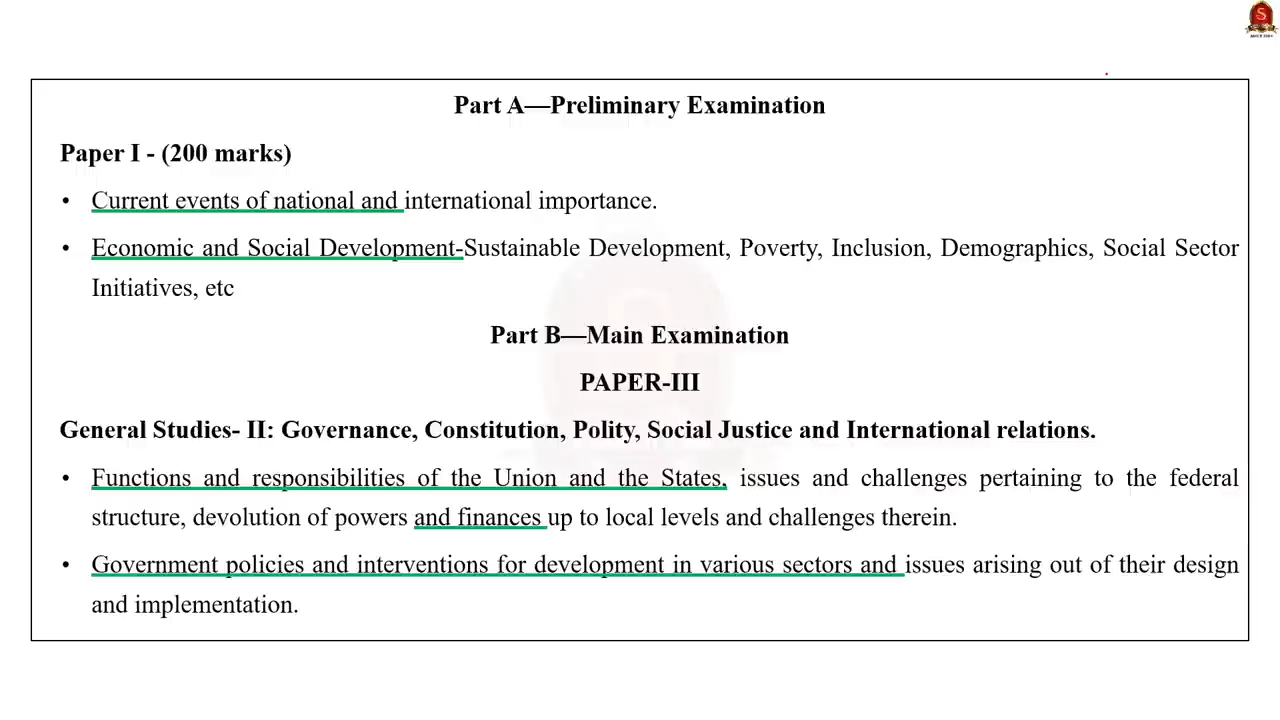 Part A—Preliminary Examination
Paper I - (200 marks)
• Current events of national and international importance.
• Economic and Social Development-Sustainable Development, Poverty, Inclusion, Demographics, Social Sector
Initiatives, etc
Part B—Main Examination
PAPER-III
General Studies- II: Governance, Constitution, Polity, Social Justice and International relations.
• Functions and responsibilities of the Union and the States, issues and challenges pertaining to the federal
structure, devolution of powers and finances up to local levels and challenges therein.
• Government policies and interventions for development in various sectors and issues arising out of their design
and implementation.